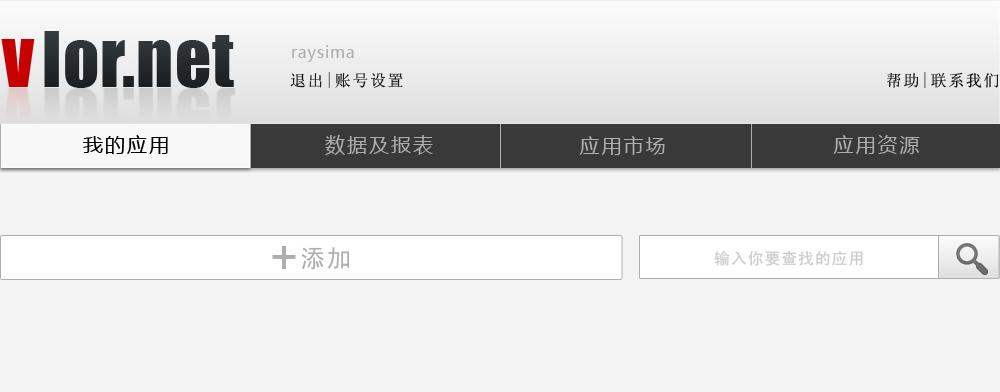 vlor.net
raysima
退出|账号设置
帮助|联系我们
我的应用
数据及报表
应用市场
应用资源
添加
输入你要查找的应用